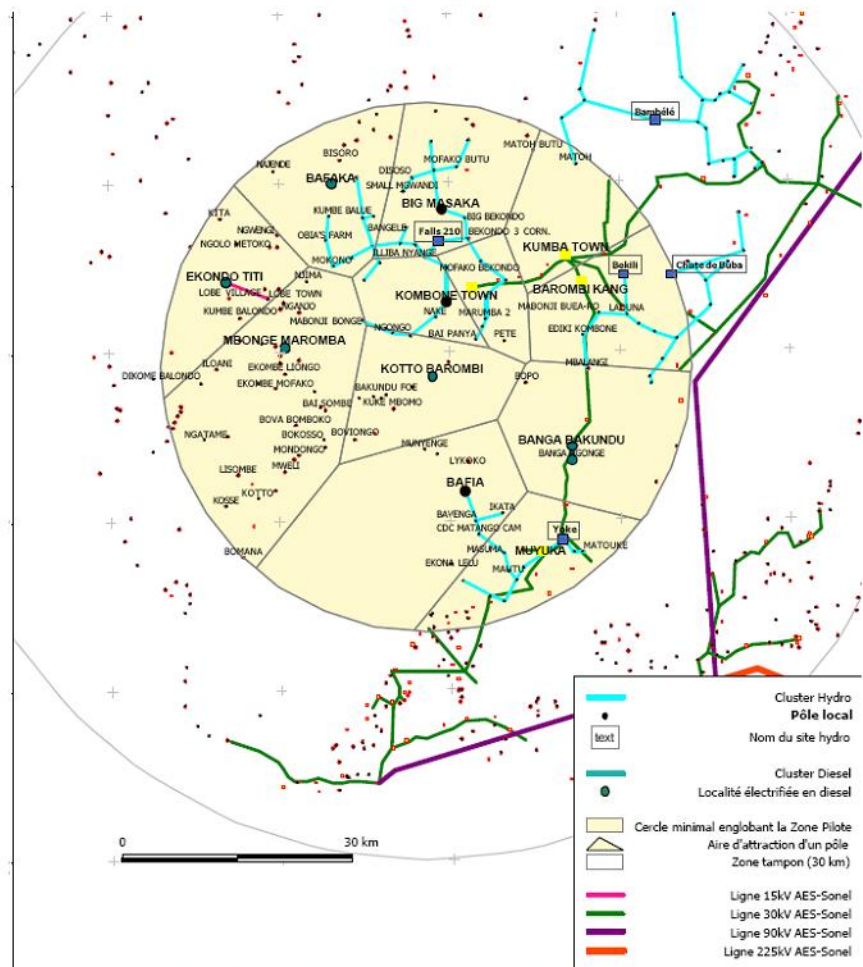 Bambélé
MATOH BUTU
BISORO
MATOH
MOFAKO BUTU
NAJENDE
DISOSO
BAFAKA
SMALL MGWANDI
BIG MASAKA
KITA
KUMBE BALUE
BIG BEKONDO
NGWENGI
BANGELE
Falls 210
BEKONDO 3 CORN.
OBIA'S FARM
NGOLO METOKO
KUMBA TOWN
ILLIBA NYANGE
MOKONO
MOFAKO BEKONDO
Bekili
Chute de Buba
EKONDO TITI
NJIMA
BAROMBI KANG
LOBE VILLAGE
LOBE TOWN
KOMBONE TOWN
NGANJO
MABONJI BUEA-RO
LADUNA
KUMBE BALONDO
NAKE
MARUMBA 2
MABONJI BONGE
NGONGO
EDIKI KOMBONE
BAI PANYA
PETE
MBONGE MAROMBA
MBALANGI
ILOANI
EKOMBE LIONGO
KOTTO BAROMBI
DIKOME BALONDO
EKOMBE MOFAKO
BAKUNDU FOE
BOPO
BAI SOMBE
KUKE MBOMO
BOVA BOMBOKO
NGATAME
BOKOSSO
BOVIONGO
BANGA BAKUNDU
MONDONGO
MUNYENGE
BANGA NGONGE
LISOMBE
MWELI
LYKOKO
KOTTO
BAFIA
KOSSE
IKATA
BAYENGA
CDC MATANGO CAM
Yoke
BOMANA
MASUMA
MUYUKA
MATOUKE
EKONA LELU
MAUTU
0
30 km
Cluster Hydro
Pôle local
text
Nom du site hydro
Cluster Diesel
Localité électrifiée en diesel
Cercle minimal englobant la Zone Pilote
Aire d'attraction d'un pôle
Zone tampon (30 km)
Ligne 15kV AES-Sonel
Ligne 30kV AES-Sonel
Ligne 90kV AES-Sonel
Ligne 225kV AES-Sonel